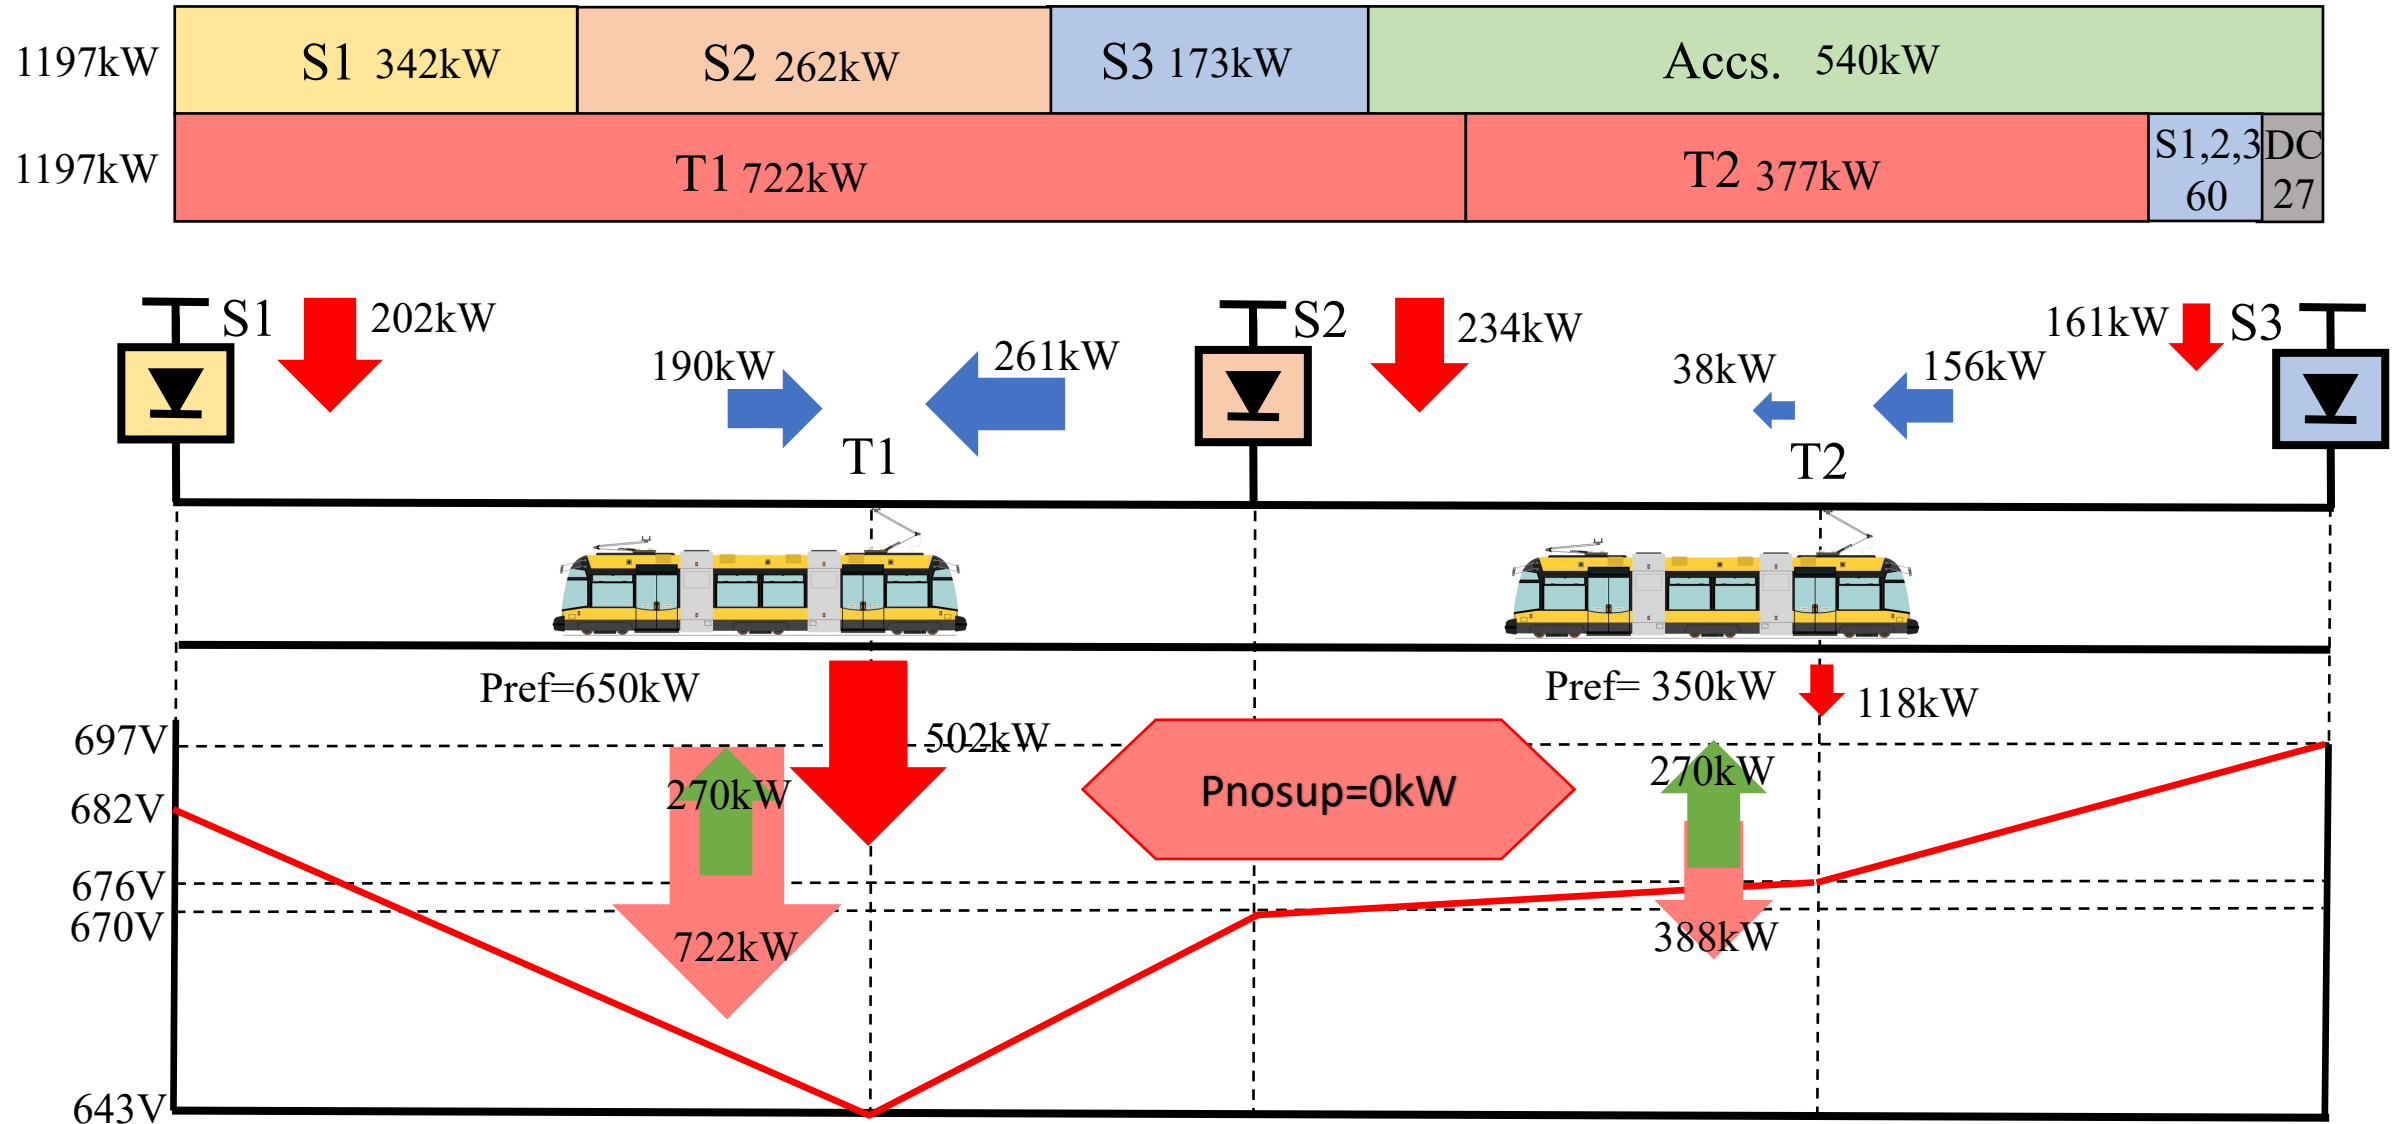 1197kW
S1 342kW
S2 262kW
S3 173kW
Accs. 540kW
1197kW
T1 722kW
T2 377kW
S1,2,3
60
DC
27
S1
202kW
190kW
261kW
T1
S2
234kW
38kW
156kW
T2
161kW
S3
Pref=650kW
502kW
Pref= 350kW
118kW
697V
682V
676V
670V
643V
270kW
722kW
Pnosup=0kW
270kW
388kW